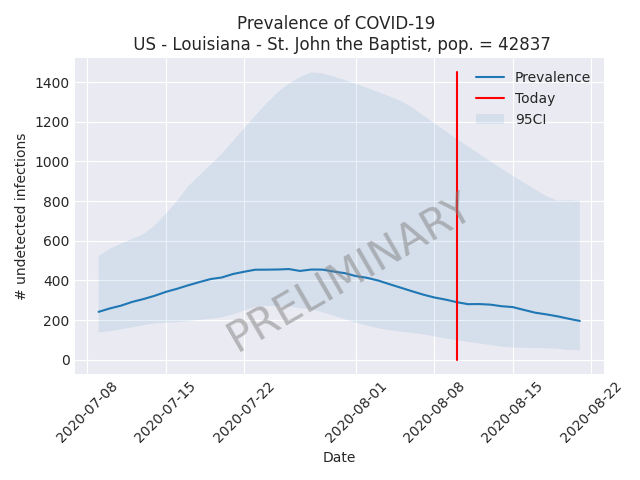 Prevalence of COVID-19
US - Louisiana - St. John the Baptist, pop. = 42837
# undetected infections
1400
1200
1000
800
600
400
200
0
Prevalence
Today
95CI
PRELIMINARY
2020-07-08
2020-07-15
2020-07-22
2020-08-01
2020-08-08
2020-08-15
2020-08-22
Date